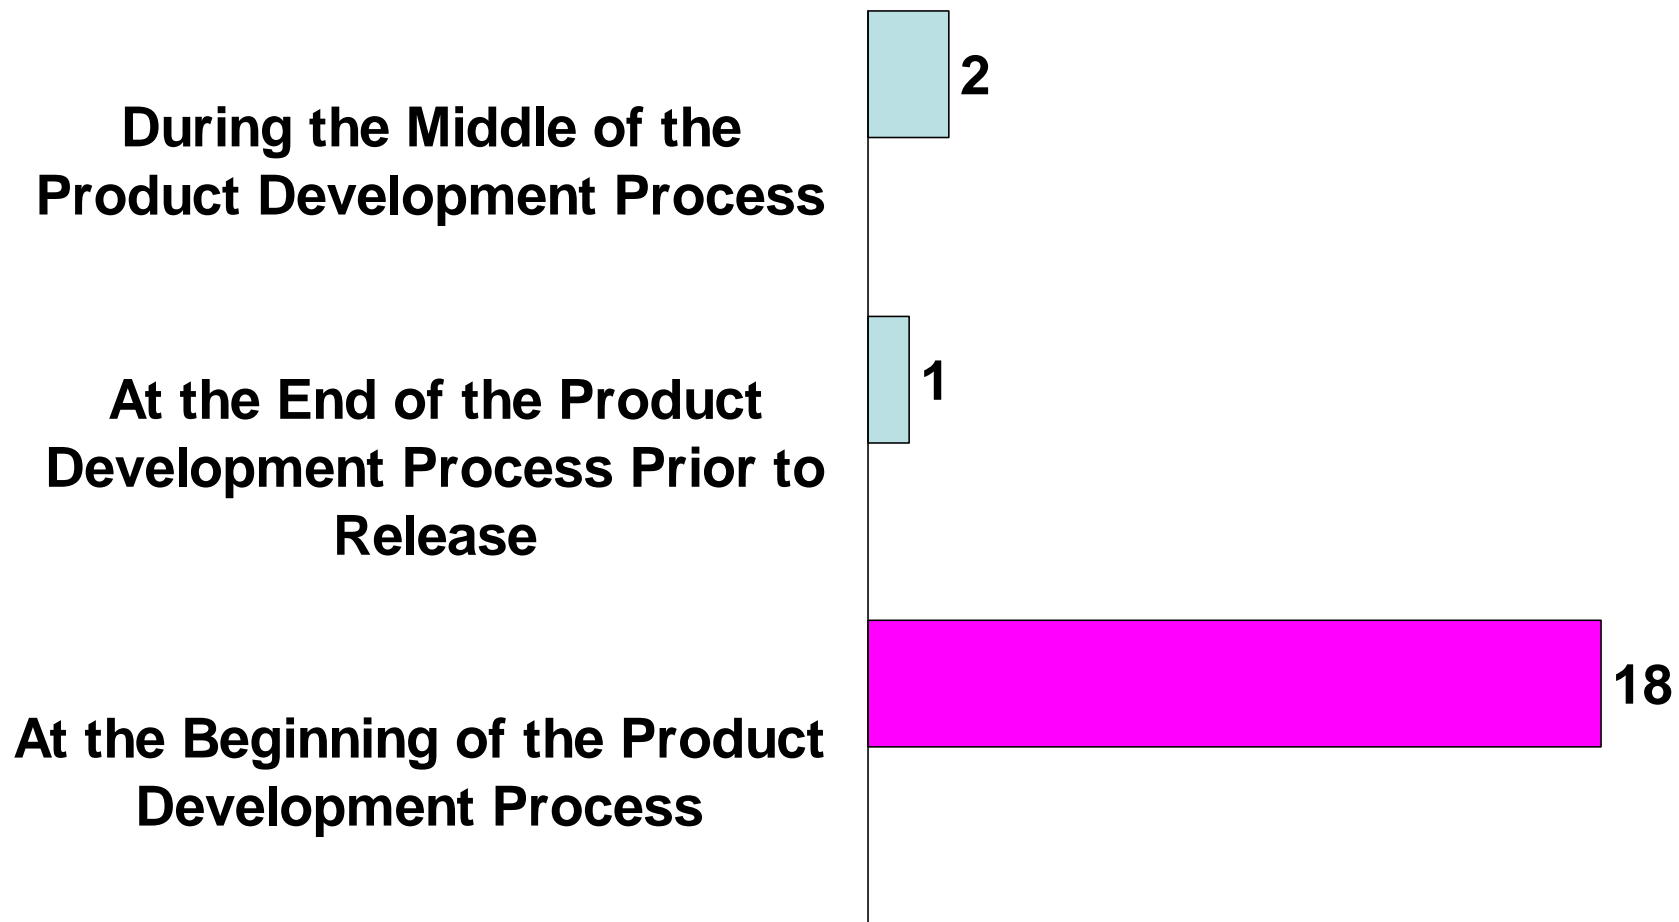 2
During the Middle of the
Product Development Process
1
At the End of the Product
Development Process Prior to
Release
18
At the Beginning of the Product
Development Process